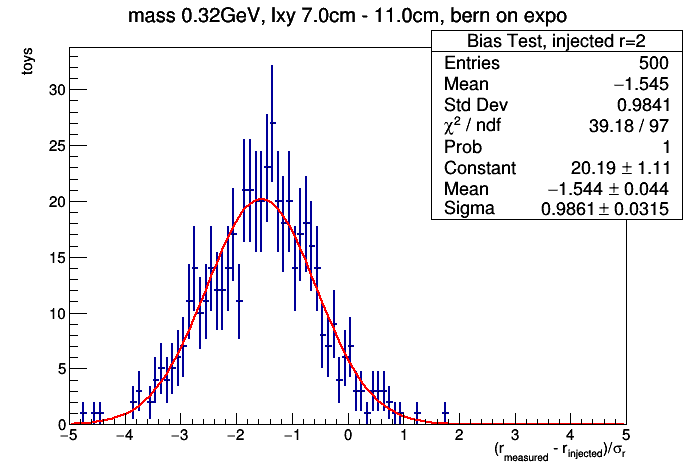 mass 0.32GeV, lxy 7.0cm - 11.0cm, bern on expo
toys
Bias Test, injected r=2
Entries 500
Mean −1.545
Std Dev 0.9841
χ² / ndf 39.18 / 97
Prob 1
Constant 20.19 ± 1.11
Mean −1.544 ± 0.044
Sigma 0.9861 ± 0.0315
30
25
20
15
10
5
0
−5 −4 −3 −2 −1 0 1 2 3 4 5
(r_measured - r_injected)/σ_r